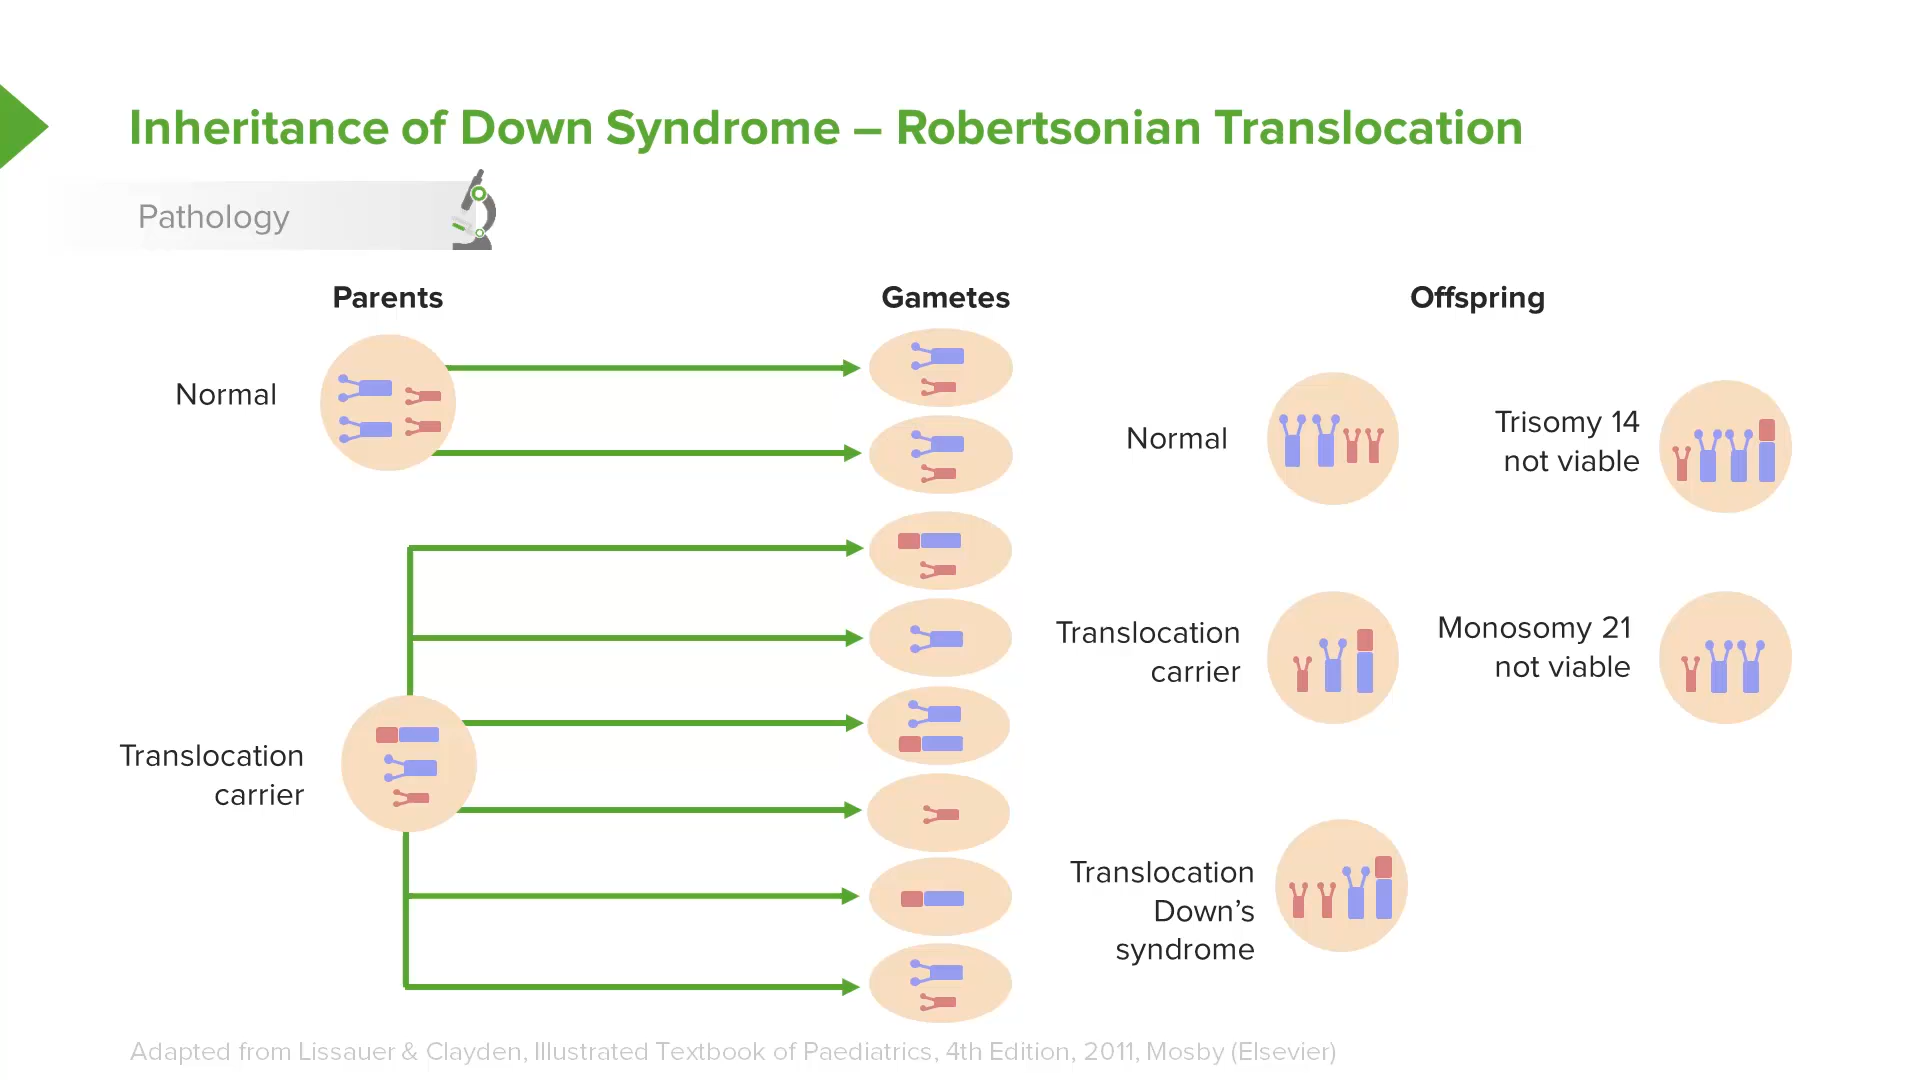 Inheritance of Down Syndrome – Robertsonian Translocation
Pathology
Parents
Gametes
Offspring
Normal
Normal
Trisomy 14
not viable
Translocation
carrier
Monosomy 21
not viable
Translocation
carrier
Translocation
Down’s
syndrome
Adapted from Lissauer & Clayden, Illustrated Textbook of Paediatrics, 4th Edition, 2011, Mosby (Elsevier)